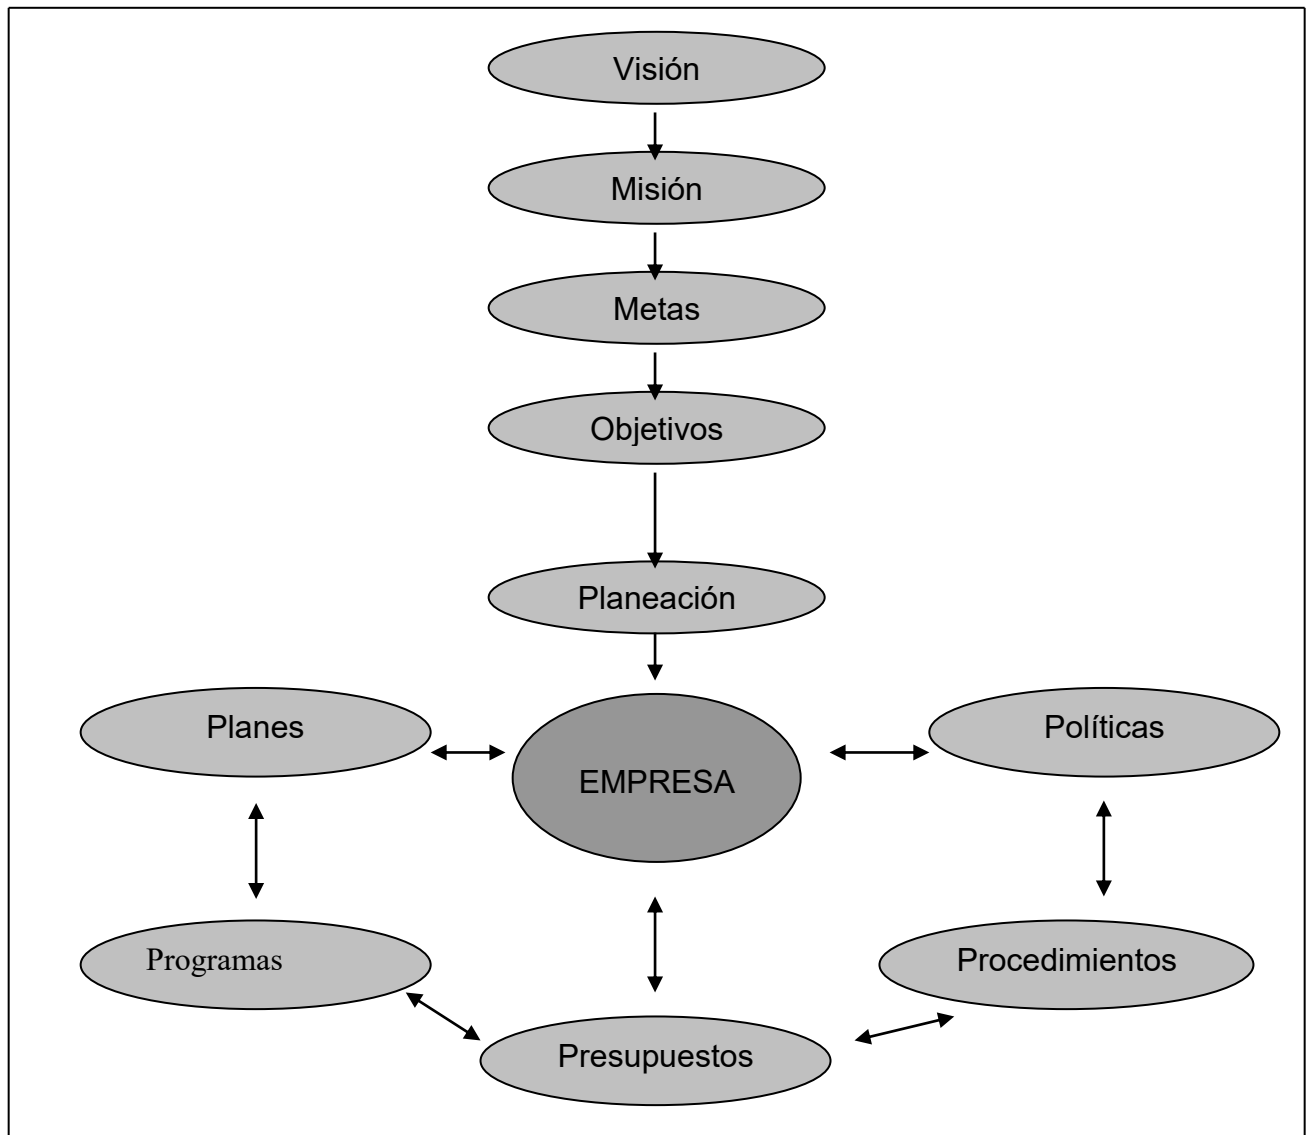 Visión
Misión
Metas
Objetivos
Planeación
Planes
EMPRESA
Políticas
Programas
Procedimientos
Presupuestos